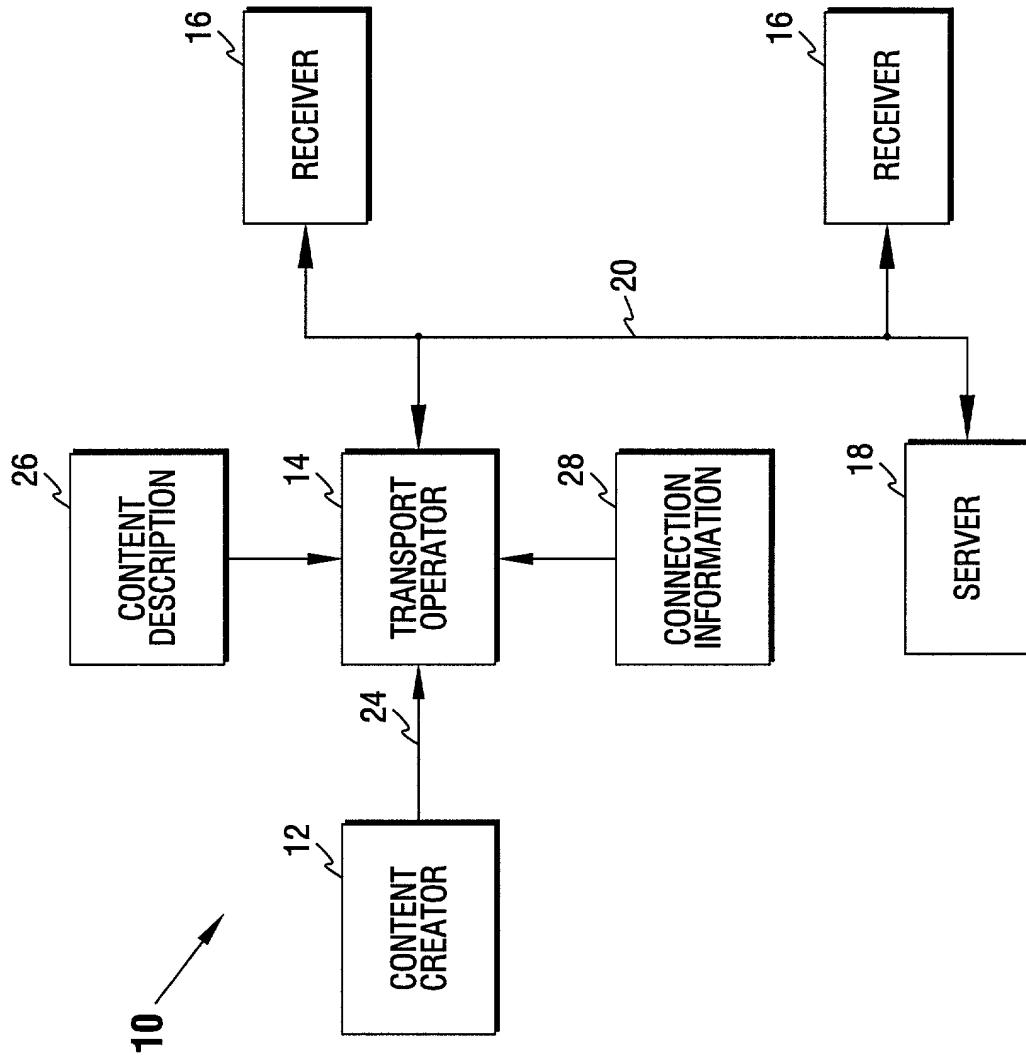 10
12
CONTENT
CREATOR
24
26
CONTENT
DESCRIPTION
14
TRANSPORT
OPERATOR
28
CONNECTION
INFORMATION
18
SERVER
20
16
RECEIVER
16
RECEIVER